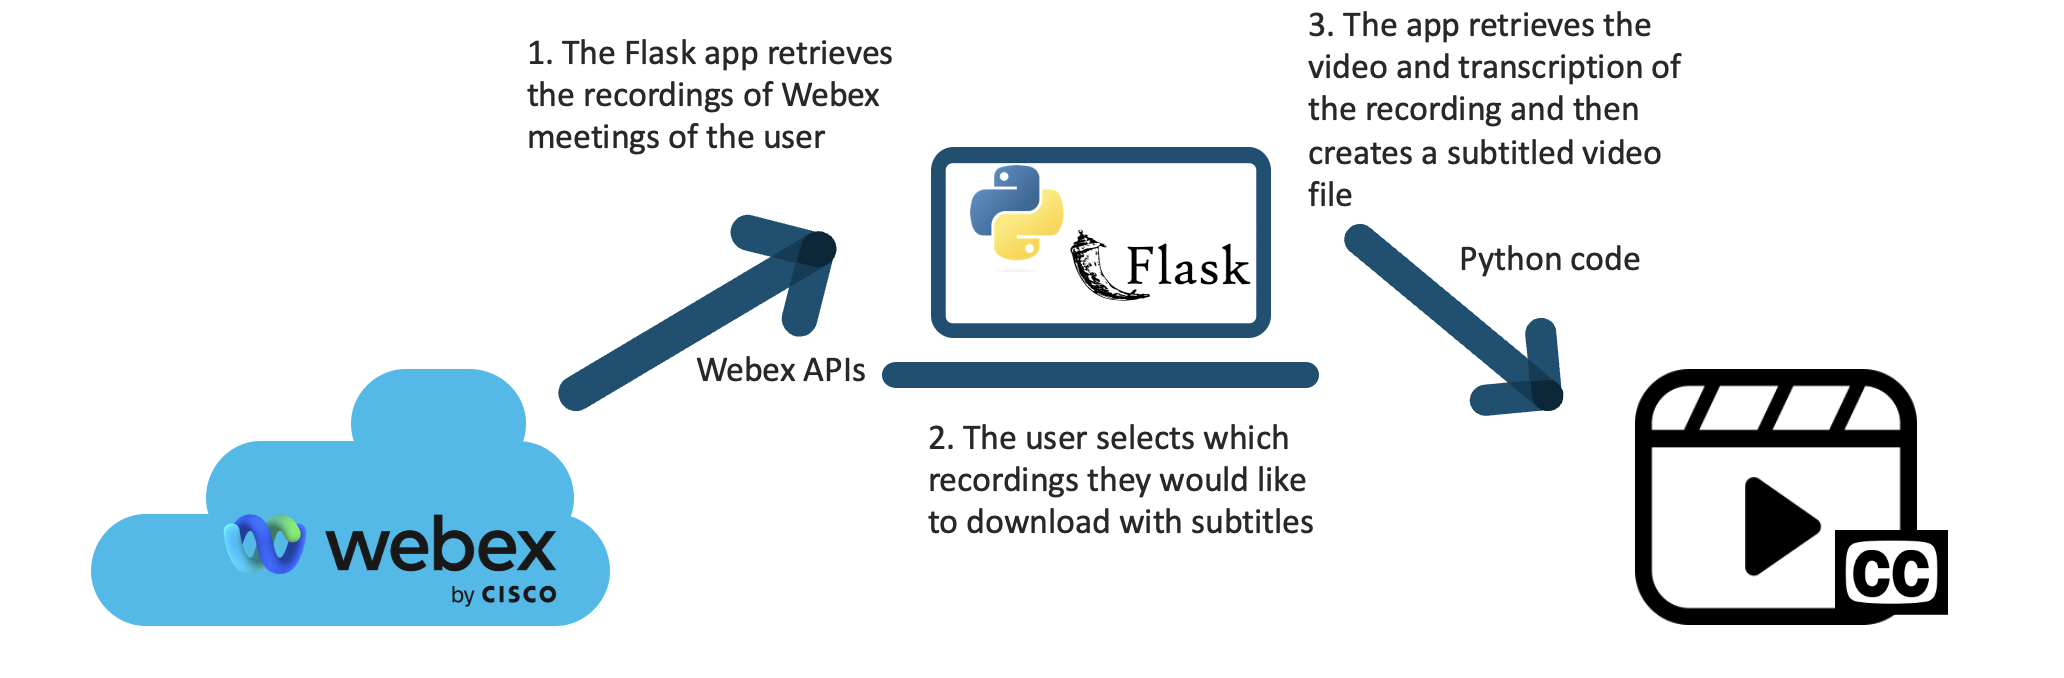 1. The Flask app retrieves
the recordings of Webex
meetings of the user
Webex APIs
webex
by CISCO
Flask
2. The user selects which
recordings they would like
to download with subtitles
3. The app retrieves the
video and transcription of
the recording and then
creates a subtitled video
file
Python code
CC